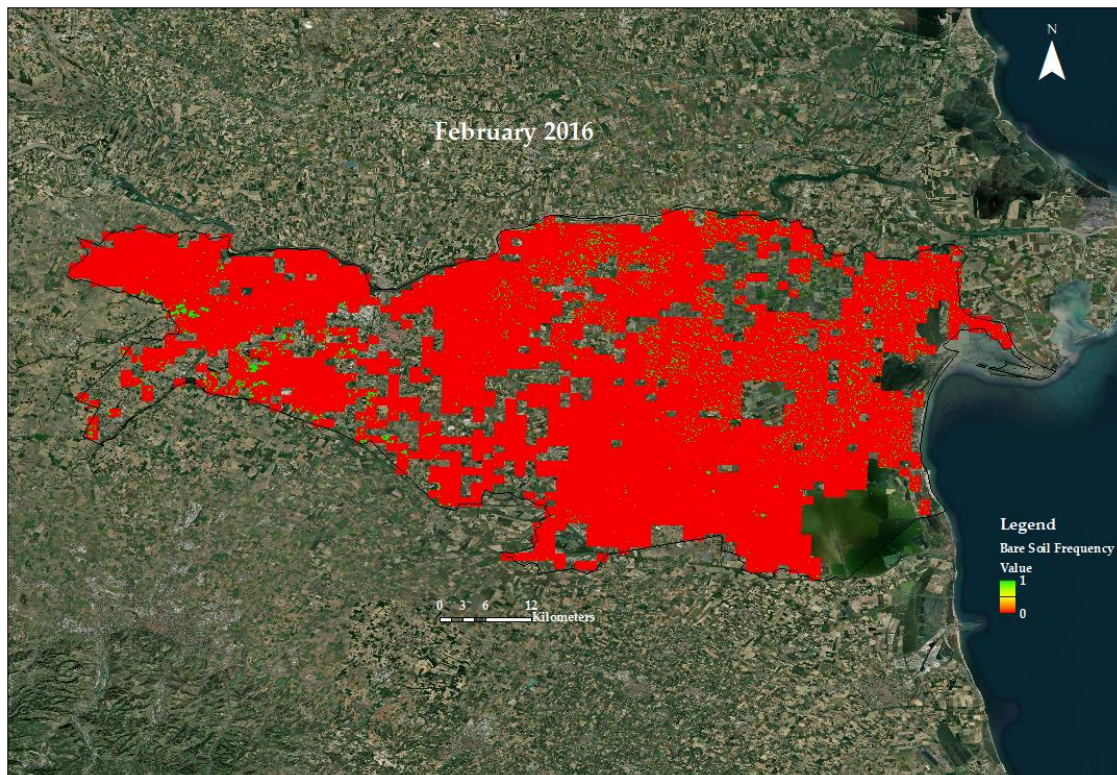 N
February 2016
Legend
Bare Soil Frequency
Value
1
0
0 3 6 12
Kilometers